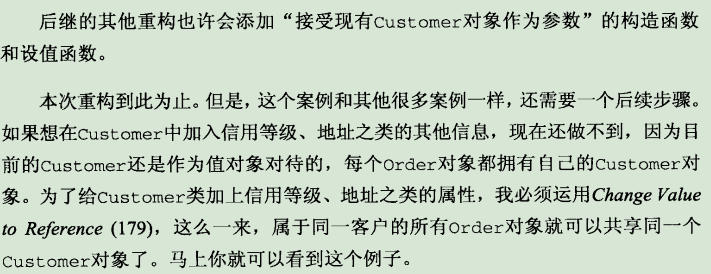 后继的其他重构也许会添加“接受现有Customer对象作为参数”的构造函数
和设值函数。
本次重构到此为止。但是，这个案例和其他很多案例一样，还需要一个后续步骤。
如果想在Customer中加入信用等级、地址之类的其他信息，现在还做不到，因为目
前的Customer还是作为值对象对待的，每个Order对象都拥有自己的Customer对
象。为了给Customer类加上信用等级、地址之类的属性，我必须运用Change Value
to Reference (179)，这么一来，属于同一客户的所有Order对象就可以共享同一个
Customer对象了。马上你就可以看到这个例子。